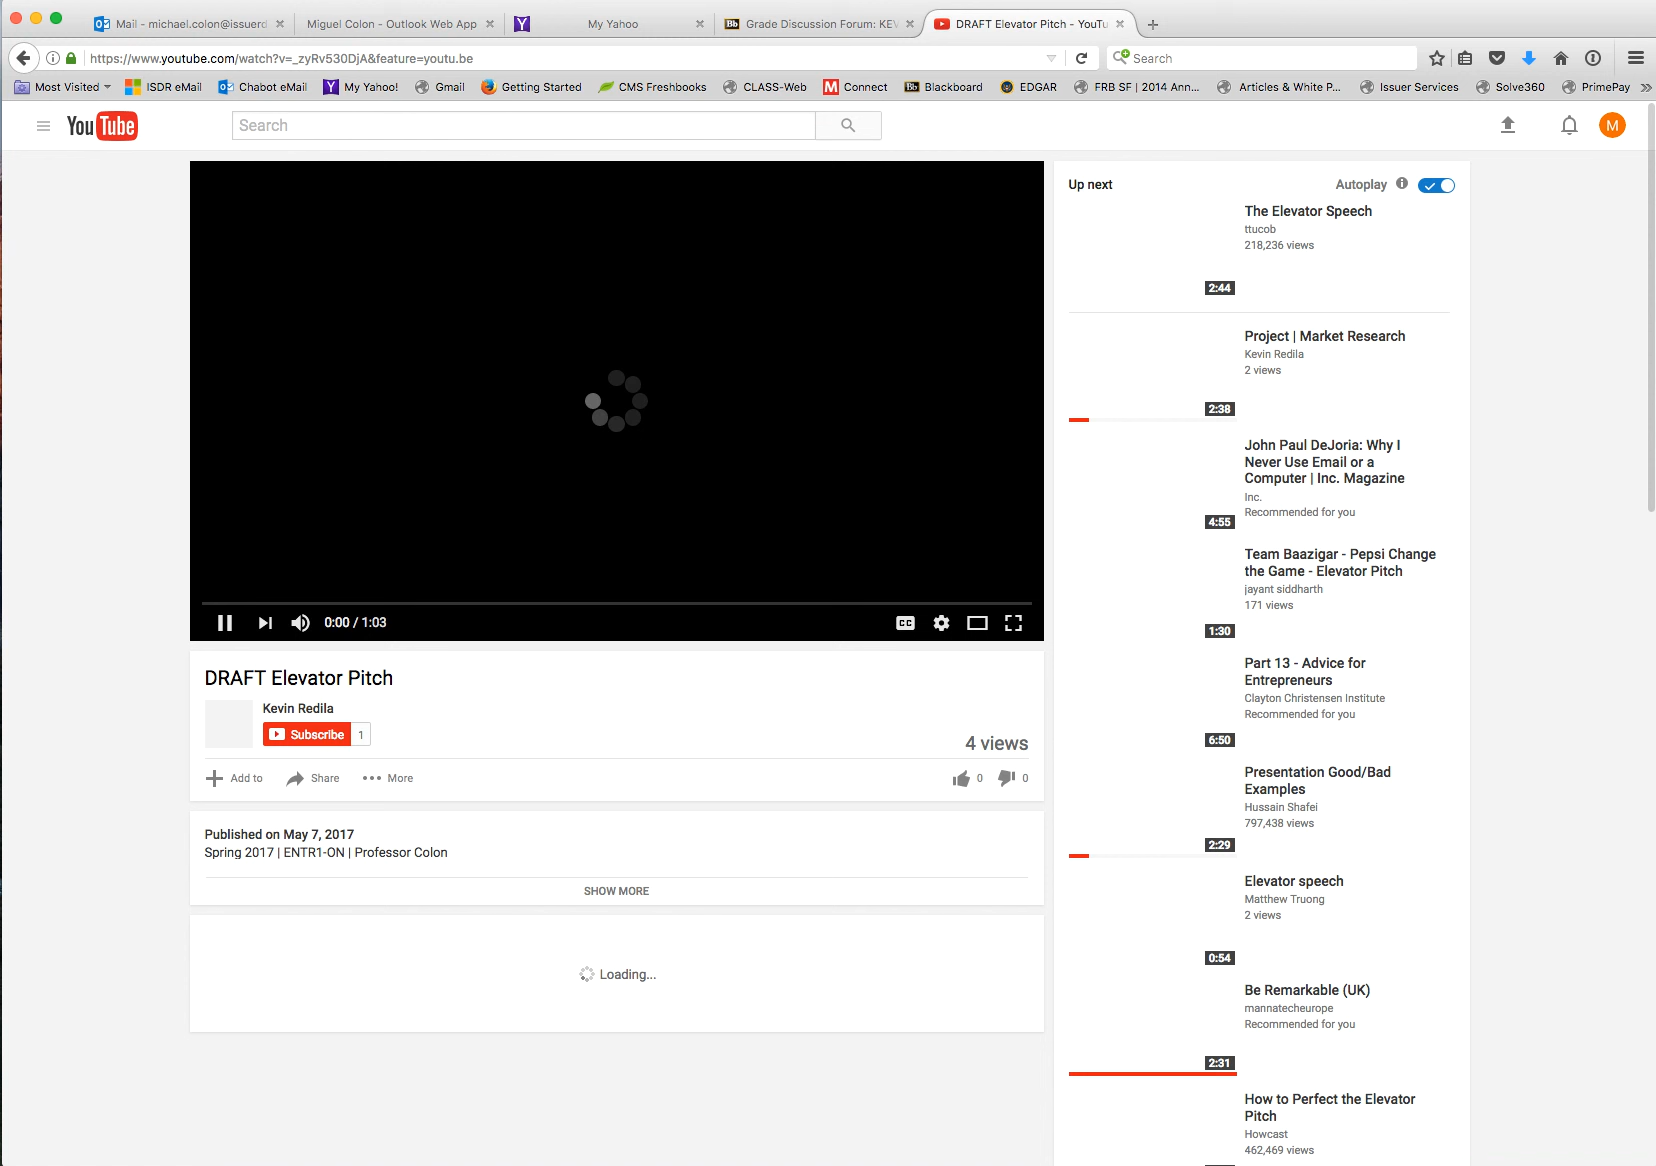 Mail - michael.colon@issuerd
Miguel Colon - Outlook Web App
My Yahoo
Grade Discussion Forum: KEV
DRAFT Elevator Pitch - YouTu
https://www.youtube.com/watch?v=_zyRv530DjA&feature=youtu.be
Search
Most Visited
ISDR eMail
Chabot eMail
My Yahoo!
Gmail
Getting Started
CMS Freshbooks
CLASS-Web
Connect
Blackboard
EDGAR
FRB SF | 2014 Ann...
Articles & White P...
Issuer Services
Solve360
PrimePay
YouTube
Search
M
0:00 / 1:03
CC
DRAFT Elevator Pitch
Kevin Redila
Subscribe 1
4 views
Add to
Share
More
0
0
Published on May 7, 2017
Spring 2017 | ENTR1-ON | Professor Colon
SHOW MORE
Loading...
Up next
Autoplay
The Elevator Speech
ttucob
218,236 views
2:44
Project | Market Research
Kevin Redila
2 views
2:38
John Paul DeJoria: Why I
Never Use Email or a
Computer | Inc. Magazine
Inc.
Recommended for you
4:55
Team Baazigar - Pepsi Change
the Game - Elevator Pitch
jayant siddharth
171 views
1:30
Part 13 - Advice for
Entrepreneurs
Clayton Christensen Institute
Recommended for you
6:50
Presentation Good/Bad
Examples
Hussain Shafei
797,438 views
2:29
Elevator speech
Matthew Truong
2 views
0:54
Be Remarkable (UK)
mannatecheurope
Recommended for you
2:31
How to Perfect the Elevator
Pitch
Howcast
462,469 views